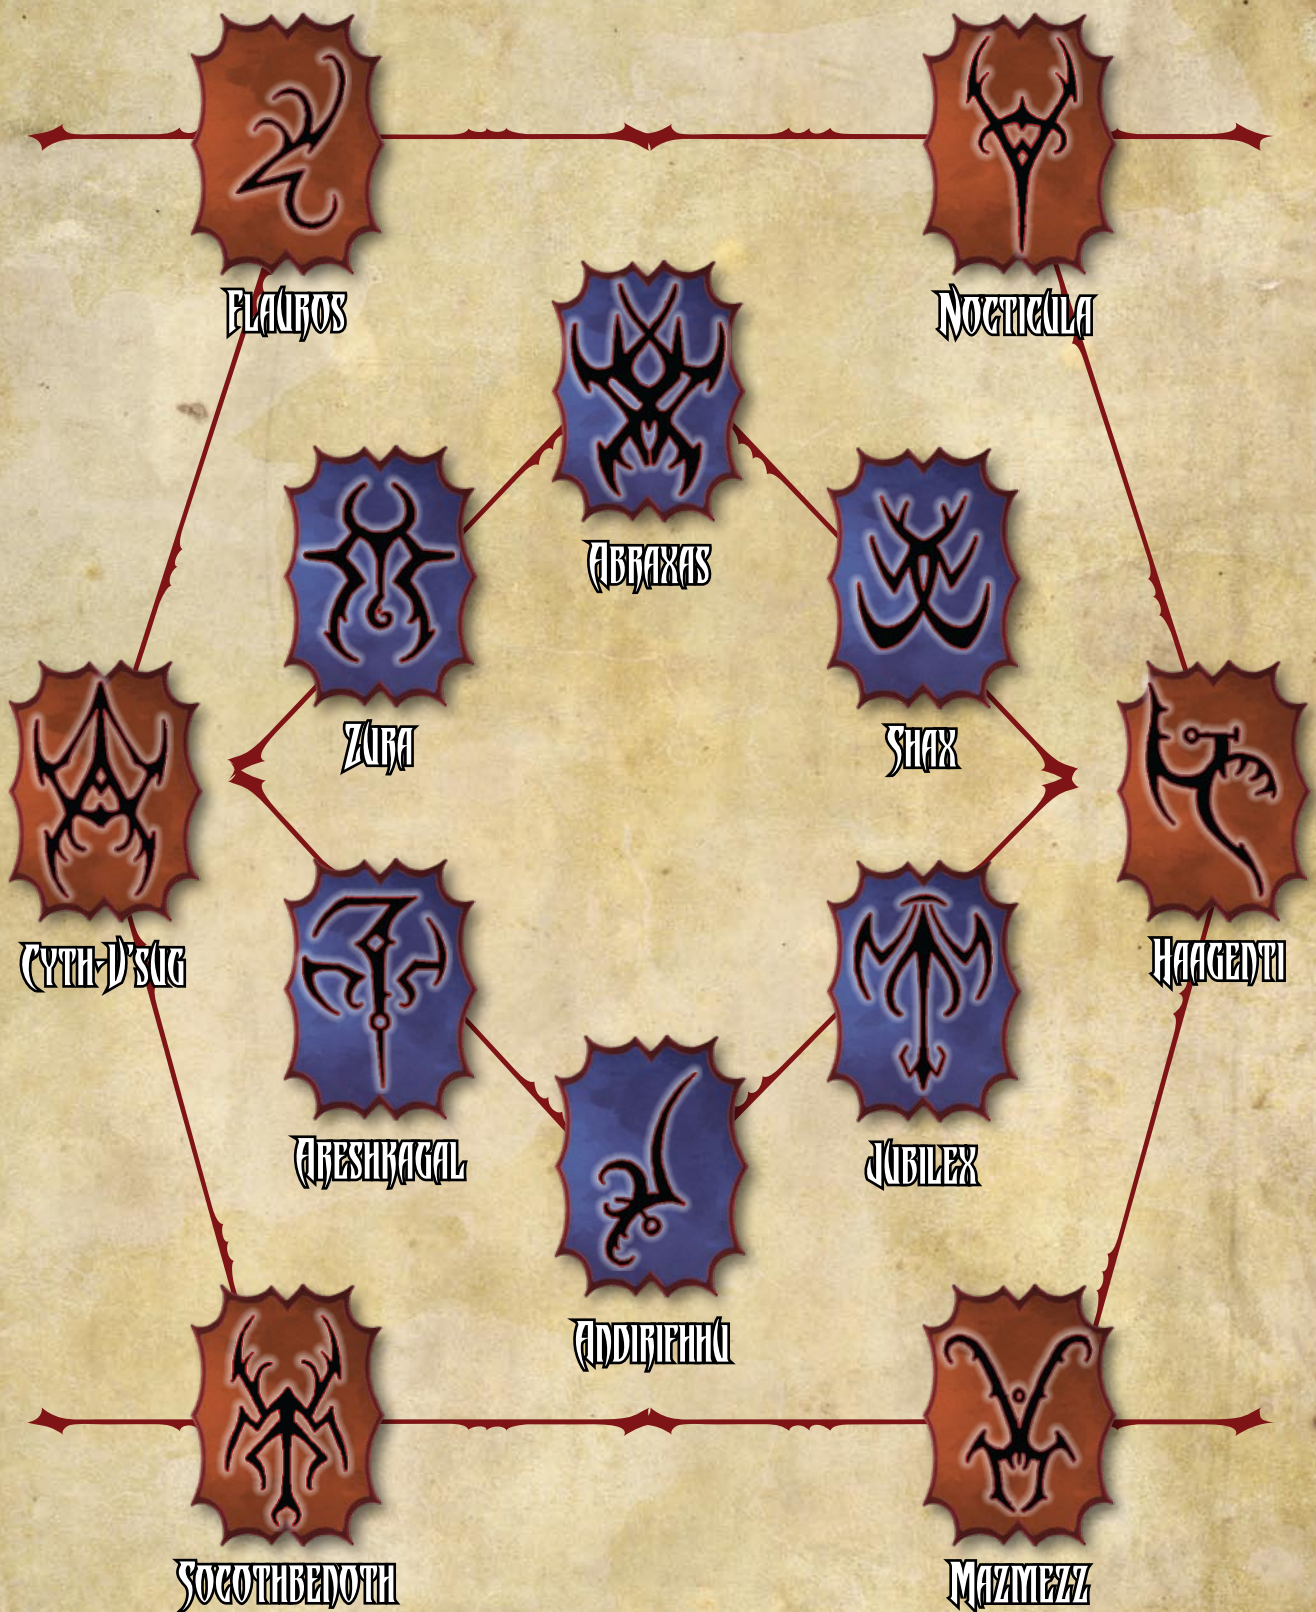 Flauros
Nocticula
Abraxas
Zura
Shax
Cyth-V'sug
Haagenti
Areshkagal
Jubilex
Andirifkhu
Socothbenoth
Mazmezz